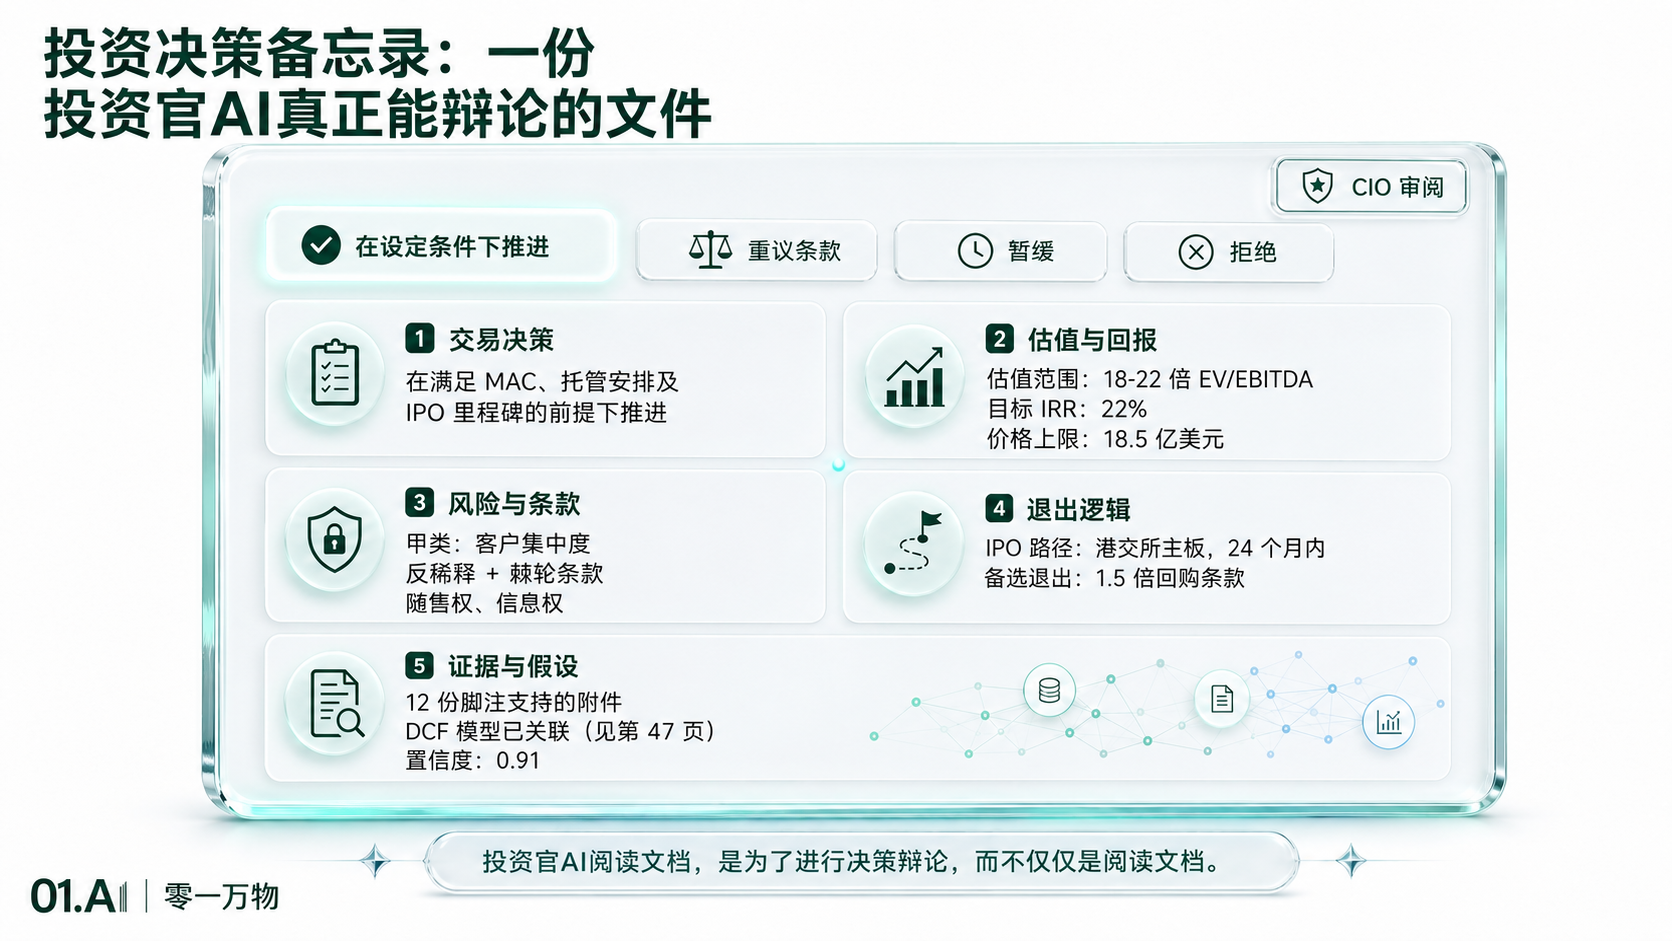 投资决策备忘录：一份
投资官AI真正能辩论的文件
CIO 审阅
在设定条件下推进
重议条款
暂缓
拒绝
1 交易决策
在满足 MAC、托管安排及
IPO 里程碑的前提下推进
2 估值与回报
估值范围：18-22 倍 EV/EBITDA
目标 IRR：22%
价格上限：18.5 亿美元
3 风险与条款
甲类：客户集中度
反稀释 + 棘轮条款
随售权、信息权
4 退出逻辑
IPO 路径：港交所主板，24 个月内
备选退出：1.5 倍回购条款
5 证据与假设
12 份脚注支持的附件
DCF 模型已关联（见第 47 页）
置信度：0.91
投资官AI阅读文档，是为了进行决策辩论，而不仅仅是阅读文档。
01.AI 零一万物